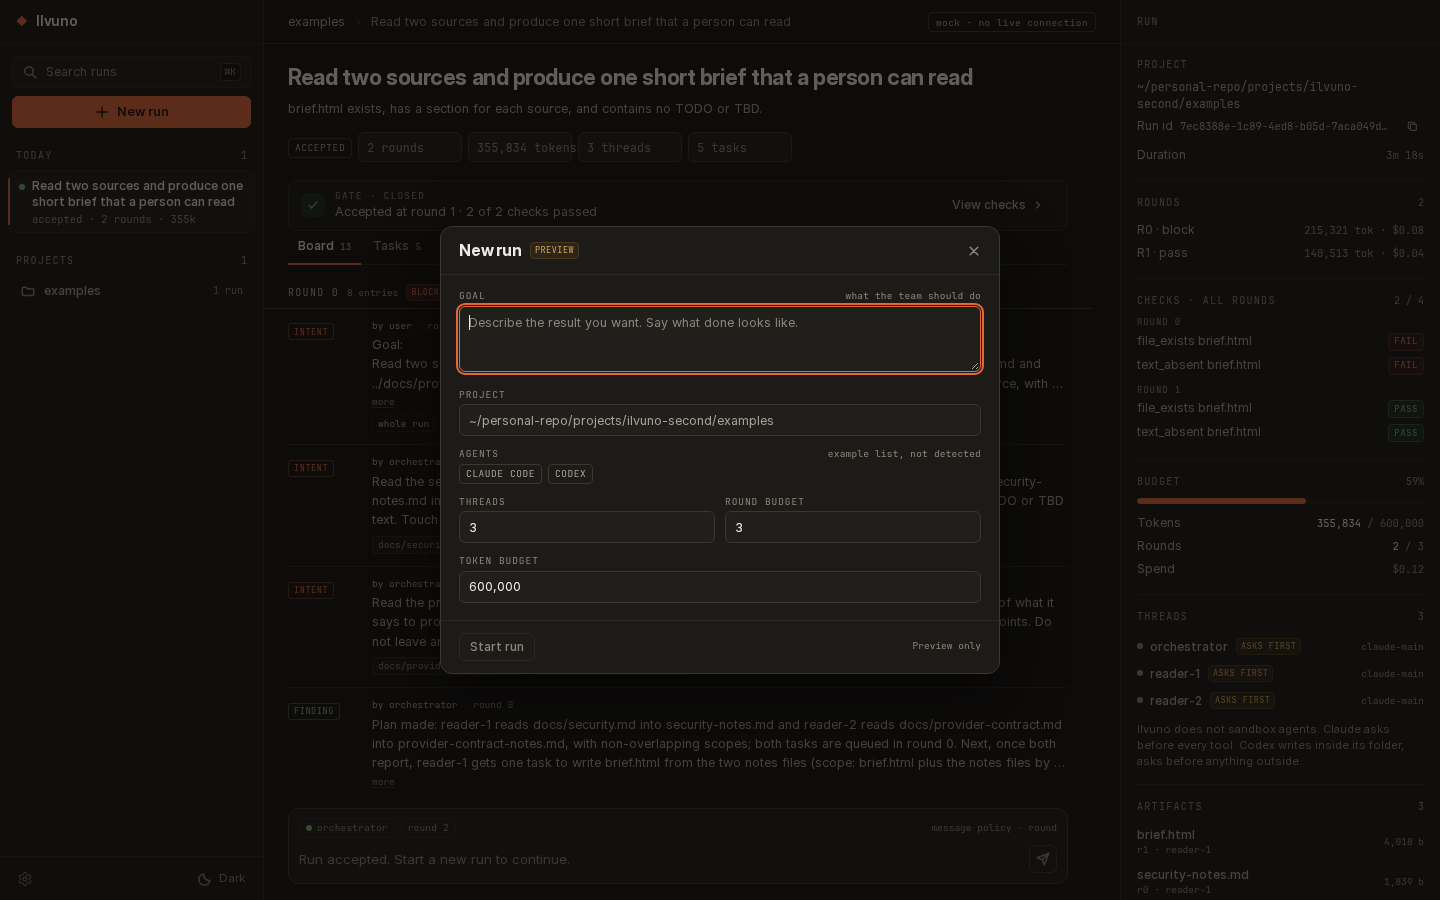 Ilvuno
Search runs
⌘K
New run
TODAY 1
Read two sources and produce one
short brief that a person can read
accepted · 2 rounds · 355k
PROJECTS 1
examples 1 run
Dark
examples › Read two sources and produce one short brief that a person can read
mock · no live connection
Read two sources and produce one short brief that a person can read
brief.html exists, has a section for each source, and contains no TODO or TBD.
ACCEPTED 2 rounds 355,834 tokens 3 threads 5 tasks
GATE · CLOSED
Accepted at round 1 · 2 of 2 checks passed
View checks
Board 13 Tasks 5
ROUND 0 8 entries
INTENT
by user
Goal:
Read two s
nd and
../docs/pro
rce, with ...
more
whole run
INTENT
by orchestra
Read the se
ecurity-
notes.md in
DO or TBD
text. Touch
docs/securi
INTENT
by orchestra
Read the pr
of what it
says to pro
oints. Do
not leave ar
docs/provid
FINDING
by orchestrator round 0
Plan made: reader-1 reads docs/security.md into security-notes.md and reader-2 reads docs/provider-contract.md
into provider-contract-notes.md, with non-overlapping scopes; both tasks are queued in round 0. Next, once both
report, reader-1 gets one task to write brief.html from the two notes files (scope: brief.html plus the notes files by ...
more
orchestrator round 2
message policy · round
Run accepted. Start a new run to continue.
New run PREVIEW
GOAL what the team should do
Describe the result you want. Say what done looks like.
PROJECT
~/personal-repo/projects/ilvuno-second/examples
AGENTS example list, not detected
CLAUDE CODE CODEX
THREADS ROUND BUDGET
3 3
TOKEN BUDGET
600,000
Start run Preview only
RUN
PROJECT
~/personal-repo/projects/ilvuno-
second/examples
Run id 7ec8388e-1c89-4ed8-b05d-7aca049d…
Duration 3m 18s
ROUNDS 2
R0 · block 215,321 tok · $0.08
R1 · pass 140,513 tok · $0.04
CHECKS · ALL ROUNDS 2 / 4
ROUND 0
file_exists brief.html FAIL
text_absent brief.html FAIL
ROUND 1
file_exists brief.html PASS
text_absent brief.html PASS
BUDGET 59%
Tokens 355,834 / 600,000
Rounds 2 / 3
Spend $0.12
THREADS 3
orchestrator ASKS FIRST claude-main
reader-1 ASKS FIRST claude-main
reader-2 ASKS FIRST claude-main
Ilvuno does not sandbox agents. Claude asks
before every tool. Codex writes inside its folder,
asks before anything outside.
ARTIFACTS 3
brief.html
r1 · reader-1 4,018 b
security-notes.md
r0 · reader-1 1,839 b